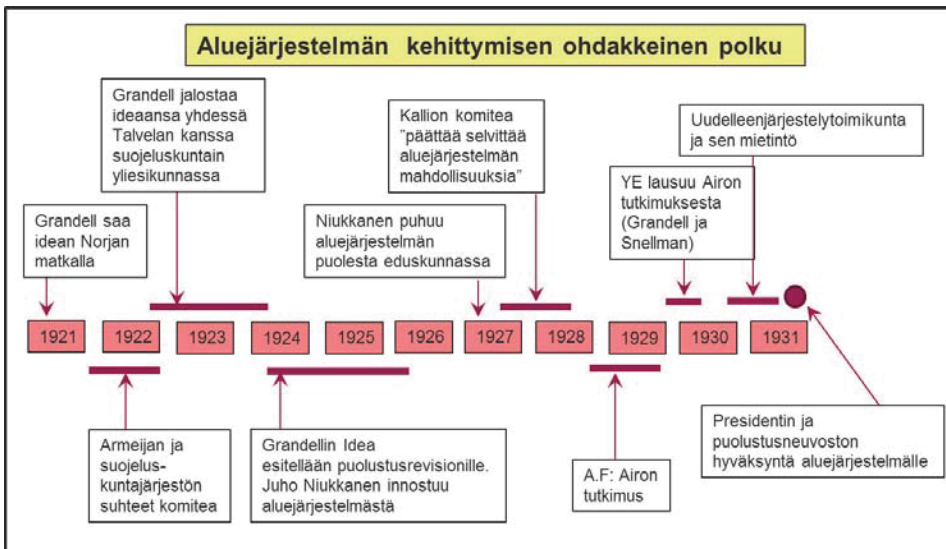 Aluejärjestelmän kehittymisen ohdakkeinen polku
Grandell jalostaa
ideaansa yhdessä
Talvelan kanssa
suojeluskuntain
yliesikunnassa
Kallion komitea
"päättää selvittää
aluejärjestelmän
mahdollisuuksia"
Uudelleenjärjestelytoimikunta
ja sen mietintö
YE lausuu Airon
tutkimuksesta
(Grandell ja
Snellman)
Grandell saa
idean Norjan
matkalla
Niukkanen puhuu
aluejärjestelmän
puolesta eduskunnassa
1921
1922
1923
1924
1925
1926
1927
1928
1929
1930
1931
Armeijan ja
suojelus-
kuntajärjestön
suhteet komitea
Grandellin Idea
esitellään puolustusrevisionille.
Juho Niukkanen innostuu
aluejärjestelmästä
A.F: Airon
tutkimus
Presidentin ja
puolustusneuvoston
hyväksyntä aluejärjestelmälle